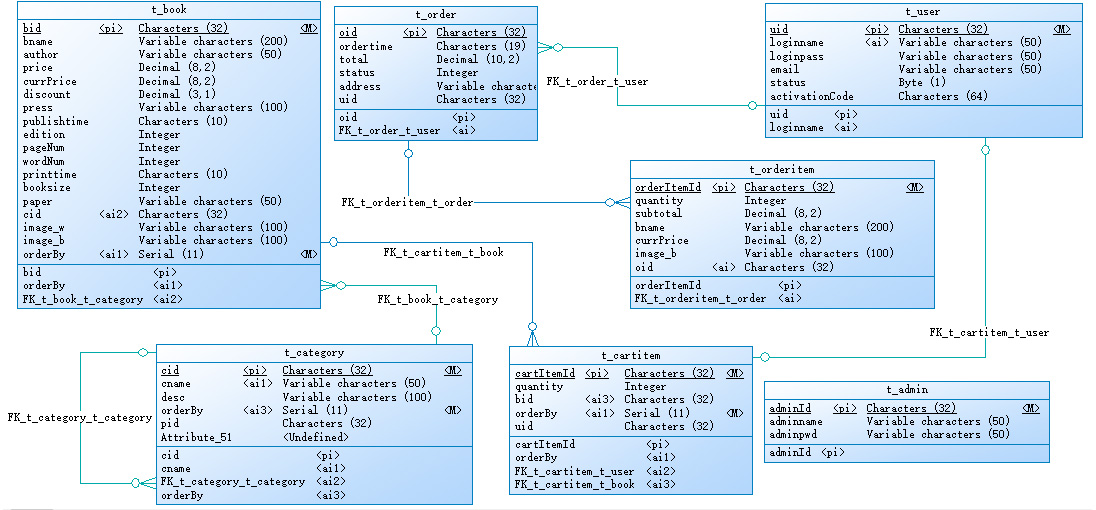 t_book
bid <pi> Characters (32) <M>
bname Variable characters (200)
author Variable characters (50)
price Decimal (8,2)
currPrice Decimal (8,2)
discount Decimal (3,1)
press Variable characters (100)
publishtime Characters (10)
edition Integer
pageNum Integer
wordNum Integer
printtime Characters (10)
booksize Integer
paper Variable characters (50)
cid <ai2> Characters (32)
image_w Variable characters (100)
image_b Variable characters (100)
orderBy <ai1> Serial (11) <M>
bid <pi>
orderBy <ai1>
FK_t_book_t_category <ai2>
t_order
oid <pi> Characters (32)
ordertime Characters (19)
total Decimal (10,2)
status Integer
address Variable characte
uid Characters (32)
oid <pi>
FK_t_order_t_user <ai>
FK_t_order_t_user
t_user
uid <pi> Characters (32) <M>
loginname <ai> Variable characters (50)
loginpass Variable characters (50)
email Variable characters (50)
status Byte (1)
activationCode Characters (64)
uid <pi>
loginname <ai>
FK_t_orderitem_t_order
t_orderitem
orderItemId <pi> Characters (32) <M>
quantity Integer
subtotal Decimal (8,2)
bname Variable characters (200)
currPrice Decimal (8,2)
image_b Variable characters (100)
oid <ai> Characters (32)
orderItemId <pi>
FK_t_orderitem_t_order <ai>
FK_t_cartitem_t_book
FK_t_book_t_category
FK_t_cartitem_t_user
FK_t_category_t_category
t_category
cid <pi> Characters (32) <M>
cname <ai1> Variable characters (50)
desc Variable characters (100)
orderBy <ai3> Serial (11) <M>
pid Characters (32)
Attribute_51 <Undefined>
cid <pi>
cname <ai1>
FK_t_category_t_category <ai2>
orderBy <ai3>
t_cartitem
cartItemId <pi> Characters (32) <M>
quantity Integer
bid <ai3> Characters (32)
orderBy <ai1> Serial (11) <M>
uid Characters (32)
cartItemId <pi>
orderBy <ai1>
FK_t_cartitem_t_user <ai2>
FK_t_cartitem_t_book <ai3>
t_admin
adminId <pi> Characters (32) <M>
adminname Variable characters (50)
adminpwd Variable characters (50)
adminId <pi>